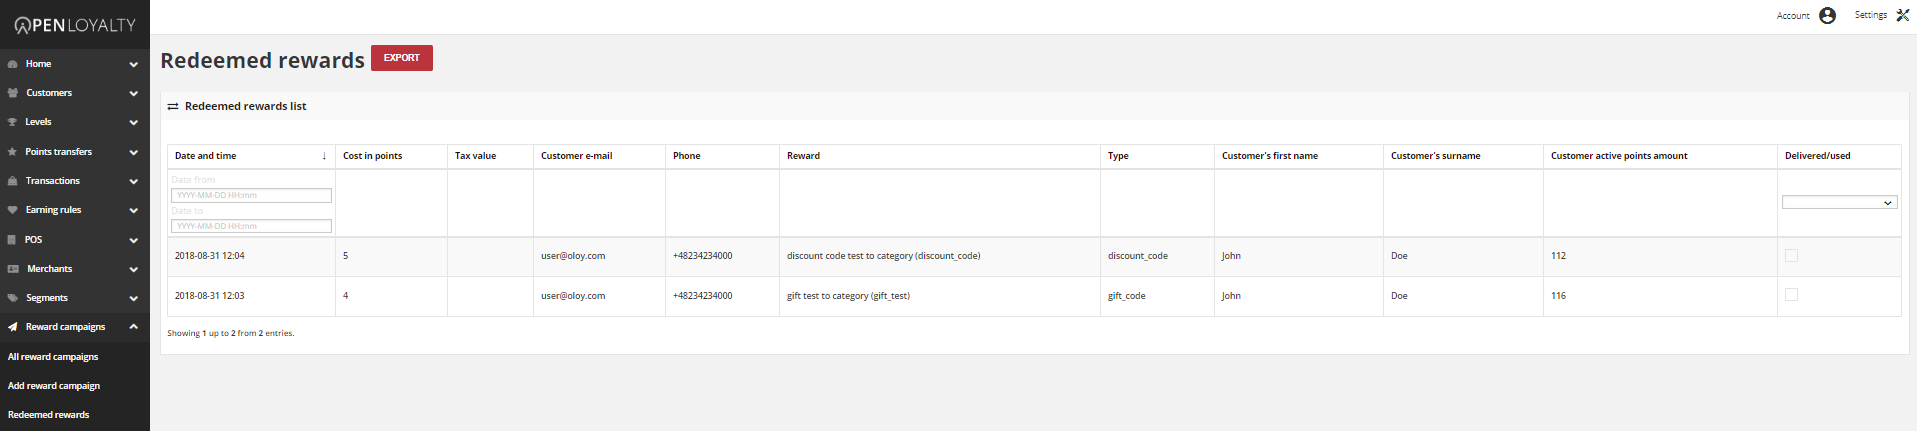 OPENLOYALTY
Account
Settings
Home
Customers
Levels
Points transfers
Transactions
Earning rules
POS
Merchants
Segments
Reward campaigns
All reward campaigns
Add reward campaign
Redeemed rewards
Redeemed rewards EXPORT
Redeemed rewards list
Date and time ↓ Cost in points Tax value Customer e-mail Phone Reward Type Customer's first name Customer's surname Customer active points amount Delivered/used
Date from
YYYY-MM-DD HH:mm
Date to
YYYY-MM-DD HH:mm
2018-08-31 12:04 5 user@oloy.com +48234234000 discount code test to category (discount_code) discount_code John Doe 112
2018-08-31 12:03 4 user@oloy.com +48234234000 gift test to category (gift_test) gift_code John Doe 116
Showing 1 up to 2 from 2 entries.